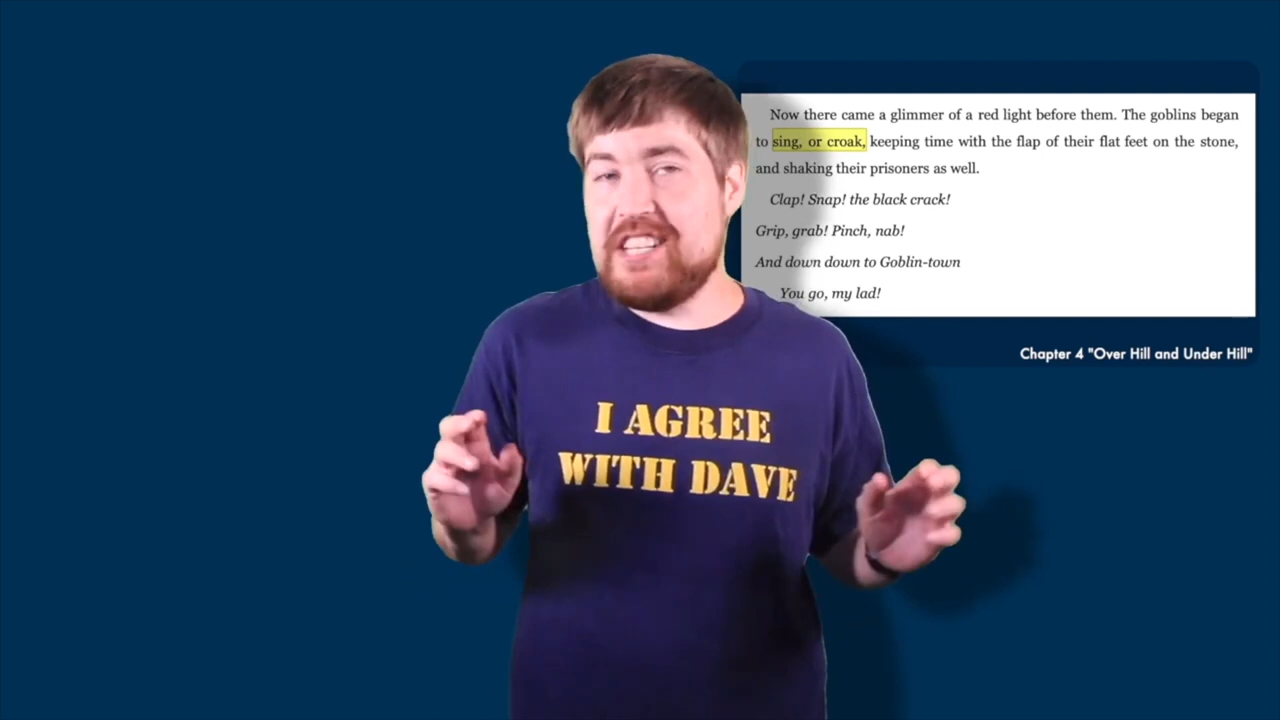 Now there came a glimmer of a red light before them. The goblins began
to sing, or croak, keeping time with the flap of their flat feet on the stone,
and shaking their prisoners as well.
Clap! Snap! the black crack!
Grip, grab! Pinch, nab!
And down down to Goblin-town
You go, my lad!
Chapter 4 "Over Hill and Under Hill"
I AGREE
WITH DAVE